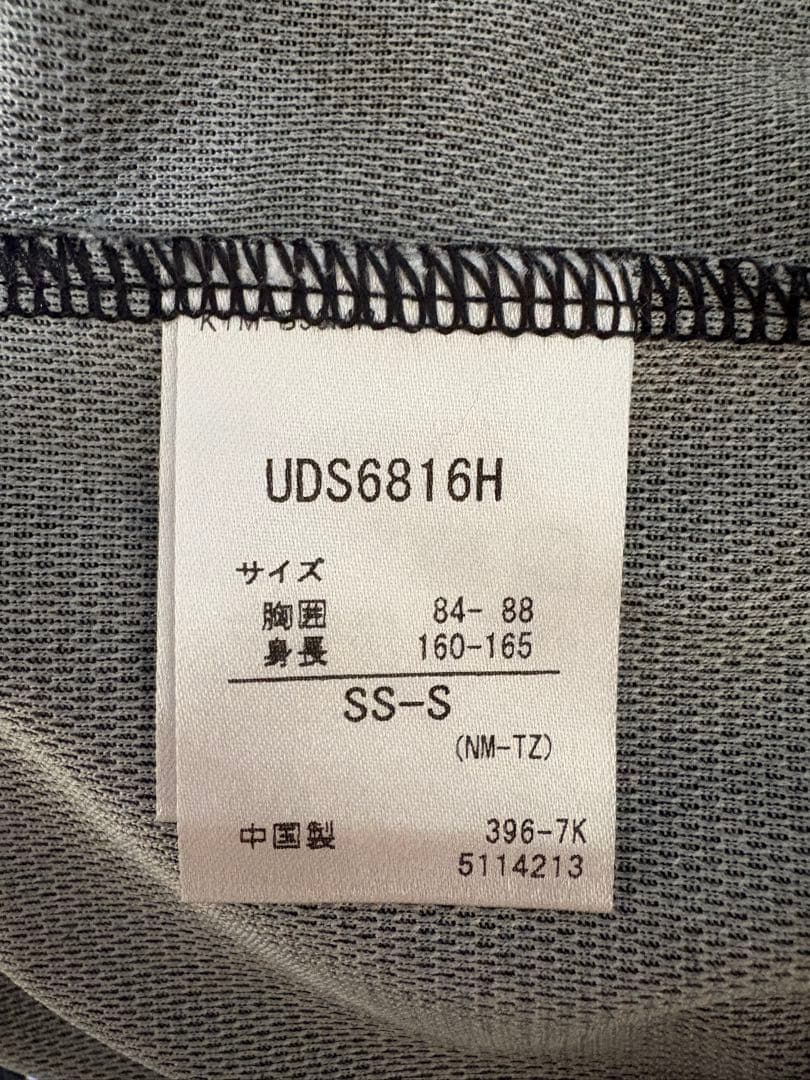 UDS6816H
サイズ
胸囲 84- 88
身長 160-165
SS-S
(NM-TZ)
中国製 396-7K
5114213